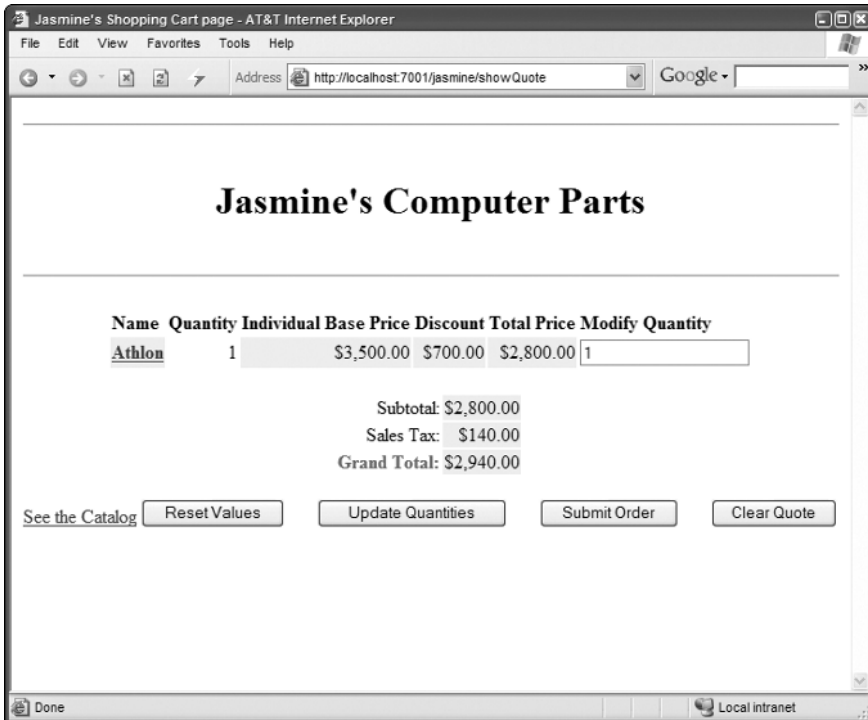 Jasmine's Shopping Cart page - AT&T Internet Explorer
File Edit View Favorites Tools Help
Address http://localhost:7001/jasmine/showQuote Google
Jasmine's Computer Parts
Name Quantity Individual Base Price Discount Total Price Modify Quantity
Athlon 1 $3,500.00 $700.00 $2,800.00 1
Subtotal: $2,800.00
Sales Tax: $140.00
Grand Total: $2,940.00
See the Catalog Reset Values Update Quantities Submit Order Clear Quote
Done Local intranet